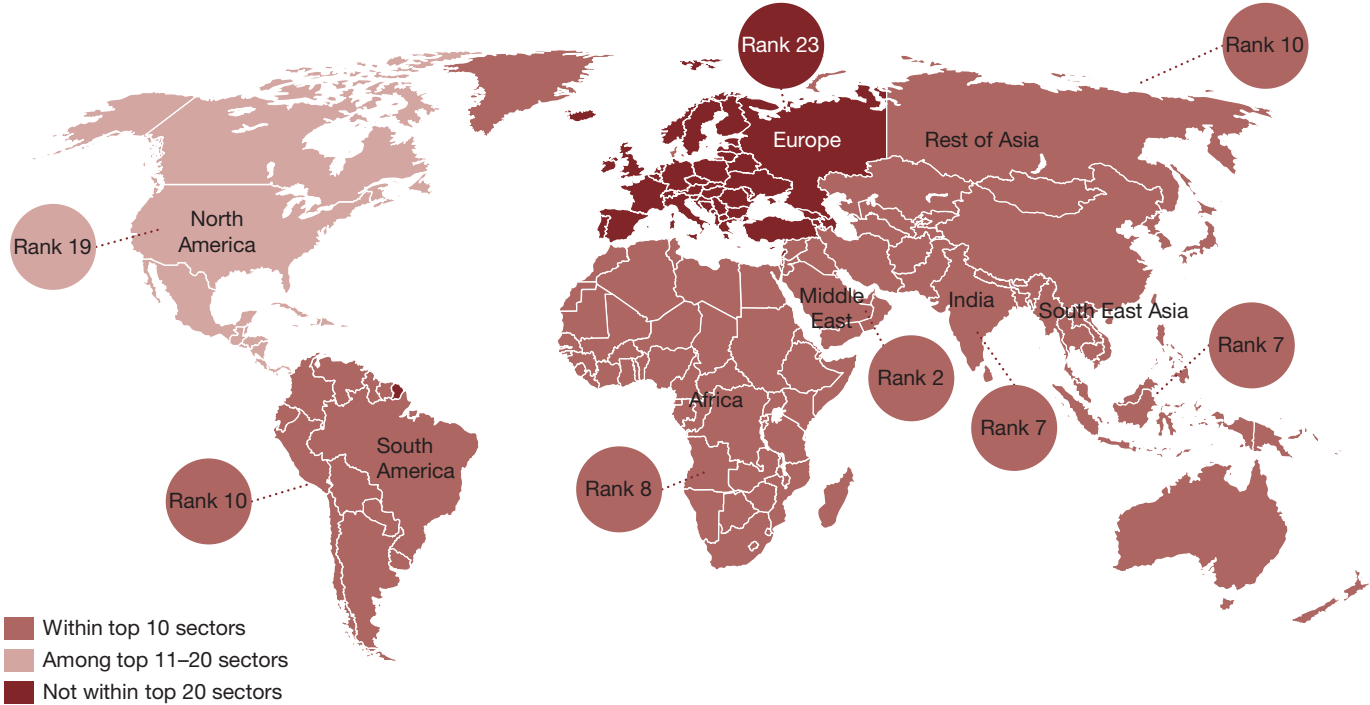 Rank 23
Rank 10
Europe
Rest of Asia
North
America
Rank 19
Middle
East
India
South East Asia
Rank 7
Rank 2
Africa
Rank 7
South
America
Rank 8
Rank 10
Within top 10 sectors
Among top 11–20 sectors
Not within top 20 sectors